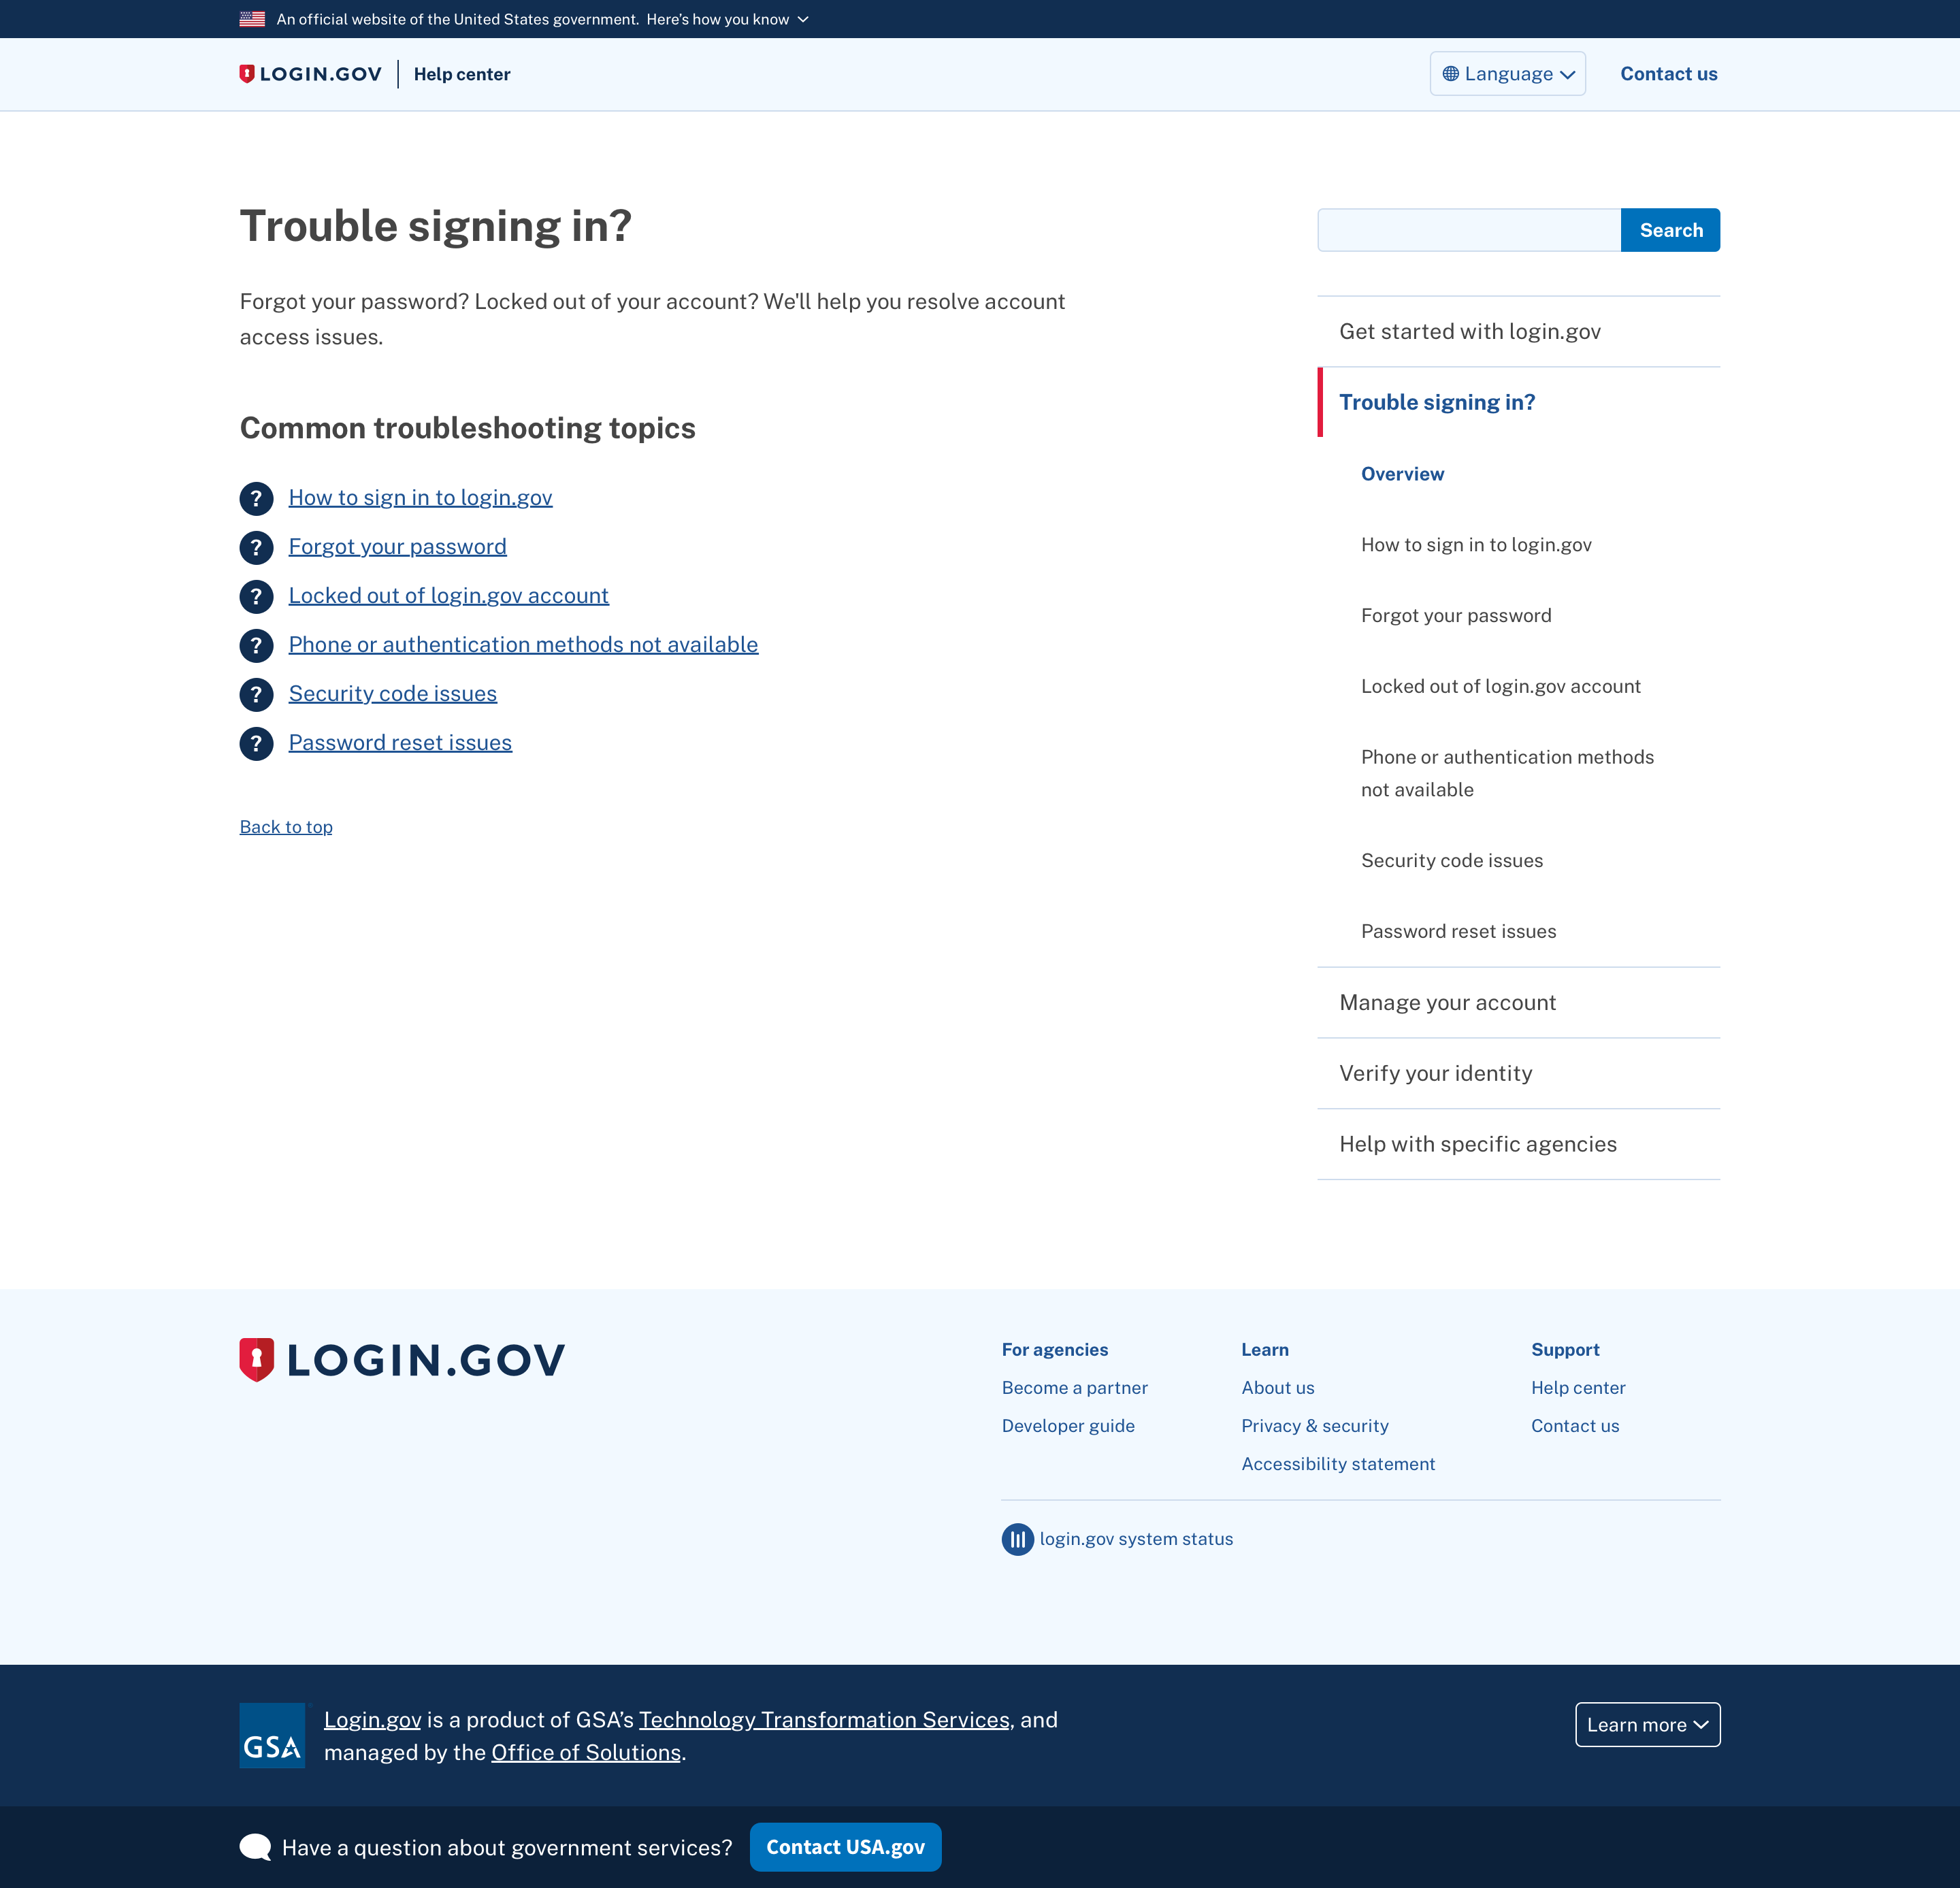 An official website of the United States government. Here’s how you know
LOGIN.GOV
Help center
Language
Contact us
Trouble signing in?
Forgot your password? Locked out of your account? We'll help you resolve account
access issues.
Common troubleshooting topics
? How to sign in to login.gov
? Forgot your password
? Locked out of login.gov account
? Phone or authentication methods not available
? Security code issues
? Password reset issues
Back to top
Search
Get started with login.gov
Trouble signing in?
Overview
How to sign in to login.gov
Forgot your password
Locked out of login.gov account
Phone or authentication methods
not available
Security code issues
Password reset issues
Manage your account
Verify your identity
Help with specific agencies
LOGIN.GOV
For agencies
Become a partner
Developer guide
Learn
About us
Privacy & security
Accessibility statement
Support
Help center
Contact us
login.gov system status
GSA
Login.gov is a product of GSA’s Technology Transformation Services, and
managed by the Office of Solutions.
Learn more
Have a question about government services?
Contact USA.gov